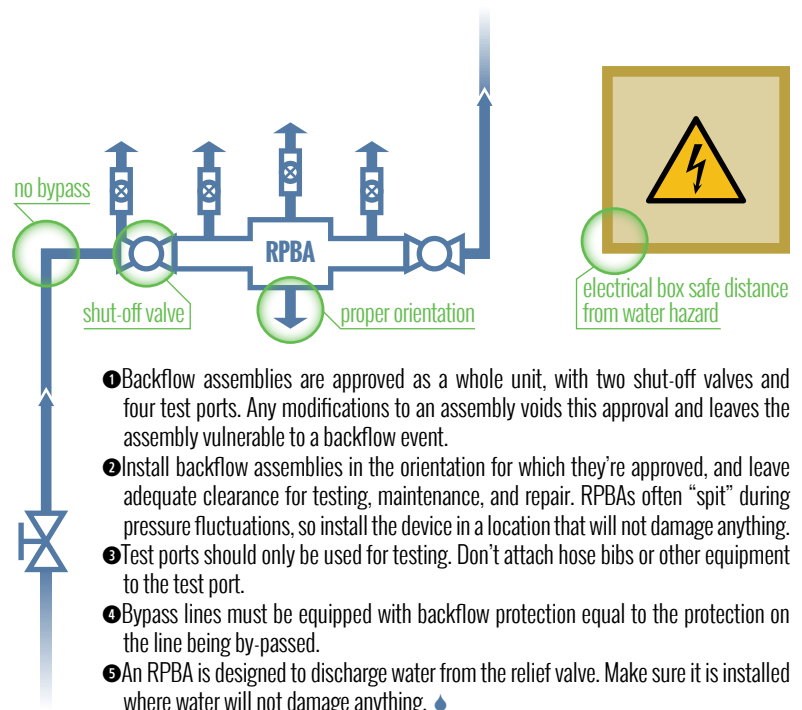 no bypass
RPBA
shut-off valve
proper orientation
electrical box safe distance
from water hazard
❶Backflow assemblies are approved as a whole unit, with two shut-off valves and
four test ports. Any modifications to an assembly voids this approval and leaves the
assembly vulnerable to a backflow event.
❷Install backflow assemblies in the orientation for which they’re approved, and leave
adequate clearance for testing, maintenance, and repair. RPBAs often “spit” during
pressure fluctuations, so install the device in a location that will not damage anything.
❸Test ports should only be used for testing. Don’t attach hose bibs or other equipment
to the test port.
❹Bypass lines must be equipped with backflow protection equal to the protection on
the line being by-passed.
❺An RPBA is designed to discharge water from the relief valve. Make sure it is installed
where water will not damage anything.